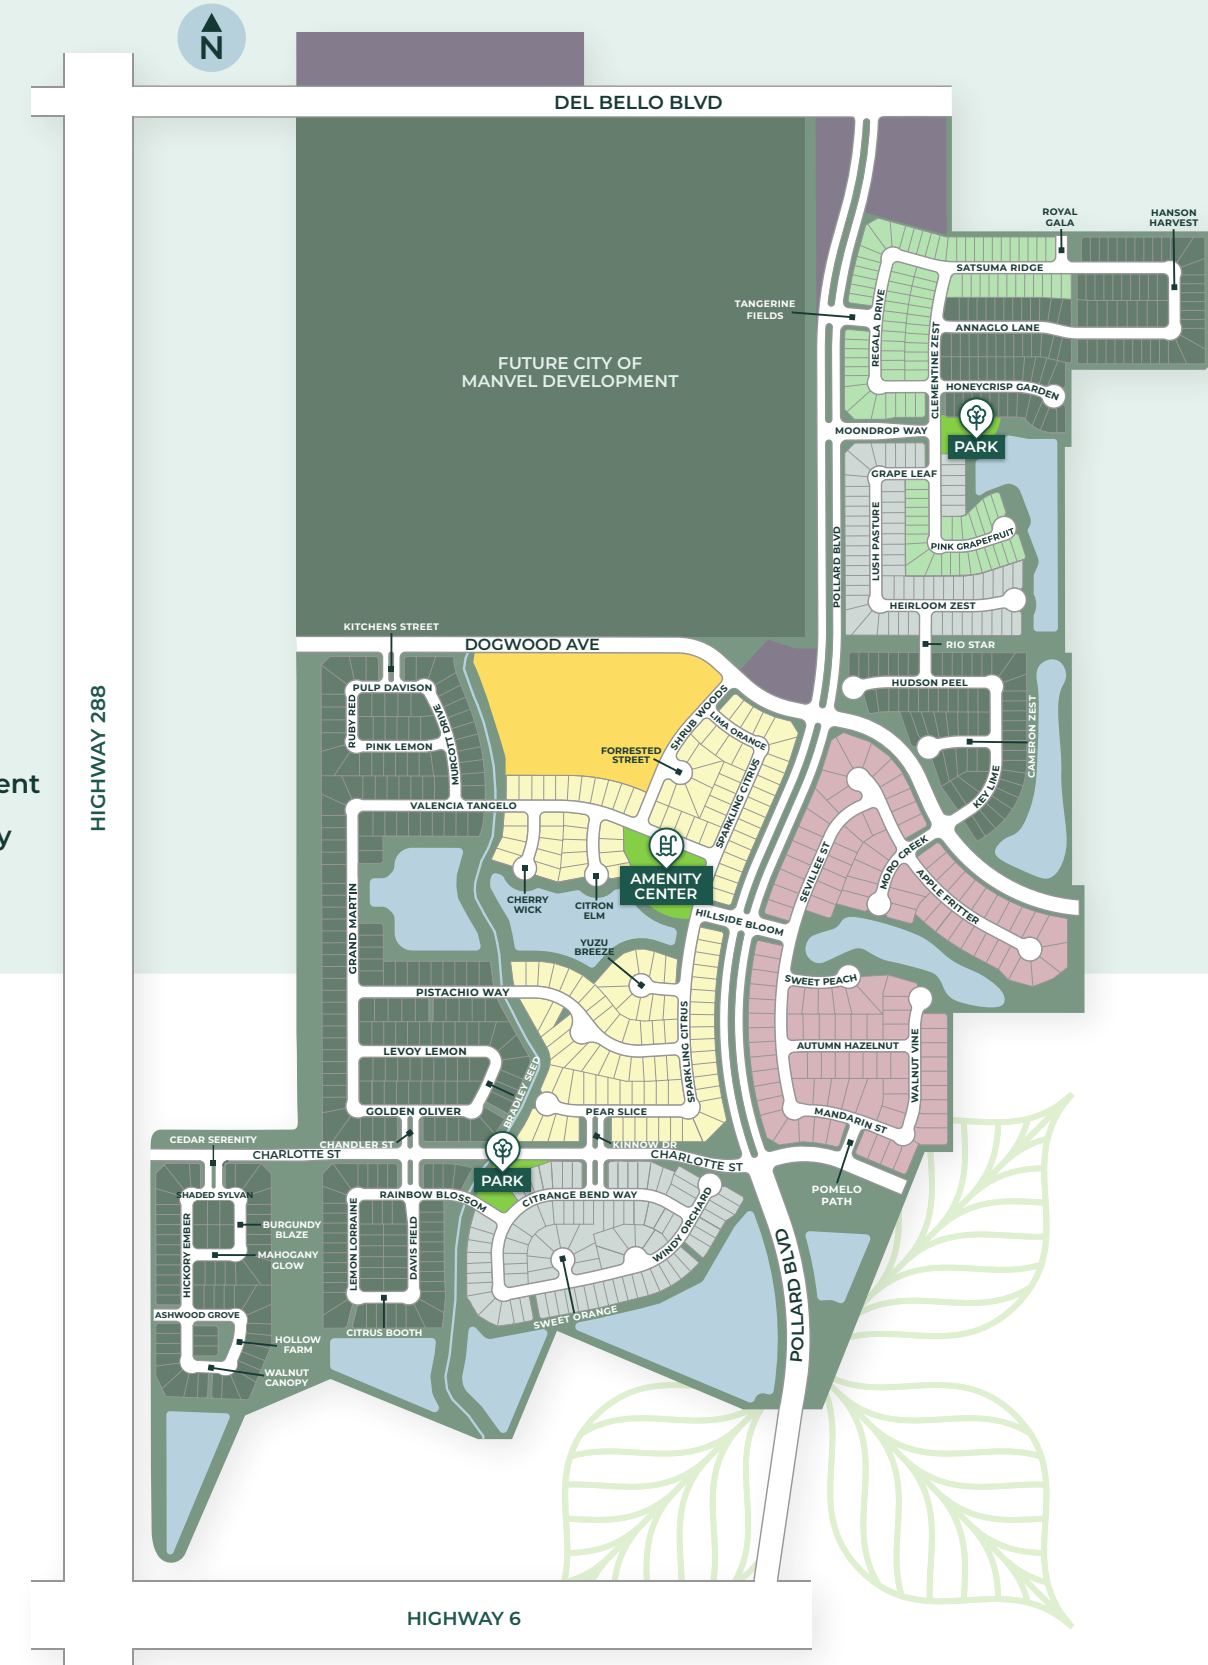 N
DEL BELLO BLVD
ROYAL
GALA
HANSON
HARVEST
SATSUMA RIDGE
TANGERINE
FIELDS
REGALA DRIVE
CLEMENTINE ZEST
ANNAGLO LANE
FUTURE CITY OF
MANVEL DEVELOPMENT
HONEYCRISP GARDEN
MOONDROP WAY
PARK
GRAPE LEAF
LUSH PASTURE
POLLARD BLVD
PINK GRAPEFRUIT
HEIRLOOM ZEST
KITCHENS STREET
DOGWOOD AVE
RIO STAR
HUDSON PEEL
PULP DAVISON
RUBY RED
MURCOTT DRIVE
PINK LEMON
SHRUB WOODS
LIMA ORANGE
FORRESTED
STREET
SPARKLING CITRUS
CAMERON ZEST
KEY LIME
HIGHWAY 288
ent
y
VALENCIA TANGELO
AMENITY
CENTER
CHERRY
WICK
CITRON
ELM
SEVILLEE ST
MORO CREEK
APPLE FRITTER
HILLSIDE BLOOM
GRAND MARTIN
YUZU
BREEZE
SWEET PEACH
PISTACHIO WAY
SPARKLING CITRUS
AUTUMN HAZELNUT
WALNUT VINE
LEVOY LEMON
BRADLEY SEED
GOLDEN OLIVER
PEAR SLICE
MANDARIN ST
CHANDLER ST
KINNOW DR
CEDAR SERENITY
CHARLOTTE ST
CHARLOTTE ST
PARK
POMELO
PATH
SHADED SYLVAN
RAINBOW BLOSSOM
CITRANGE BEND WAY
HICKORY EMBER
BURGUNDY
BLAZE
LEMON LORRAINE
DAVIS FIELD
WINDY ORCHARD
MAHOGANY
GLOW
ASHWOOD GROVE
SWEET ORANGE
POLLARD BLVD
CITRUS BOOTH
HOLLOW
FARM
WALNUT
CANOPY
HIGHWAY 6